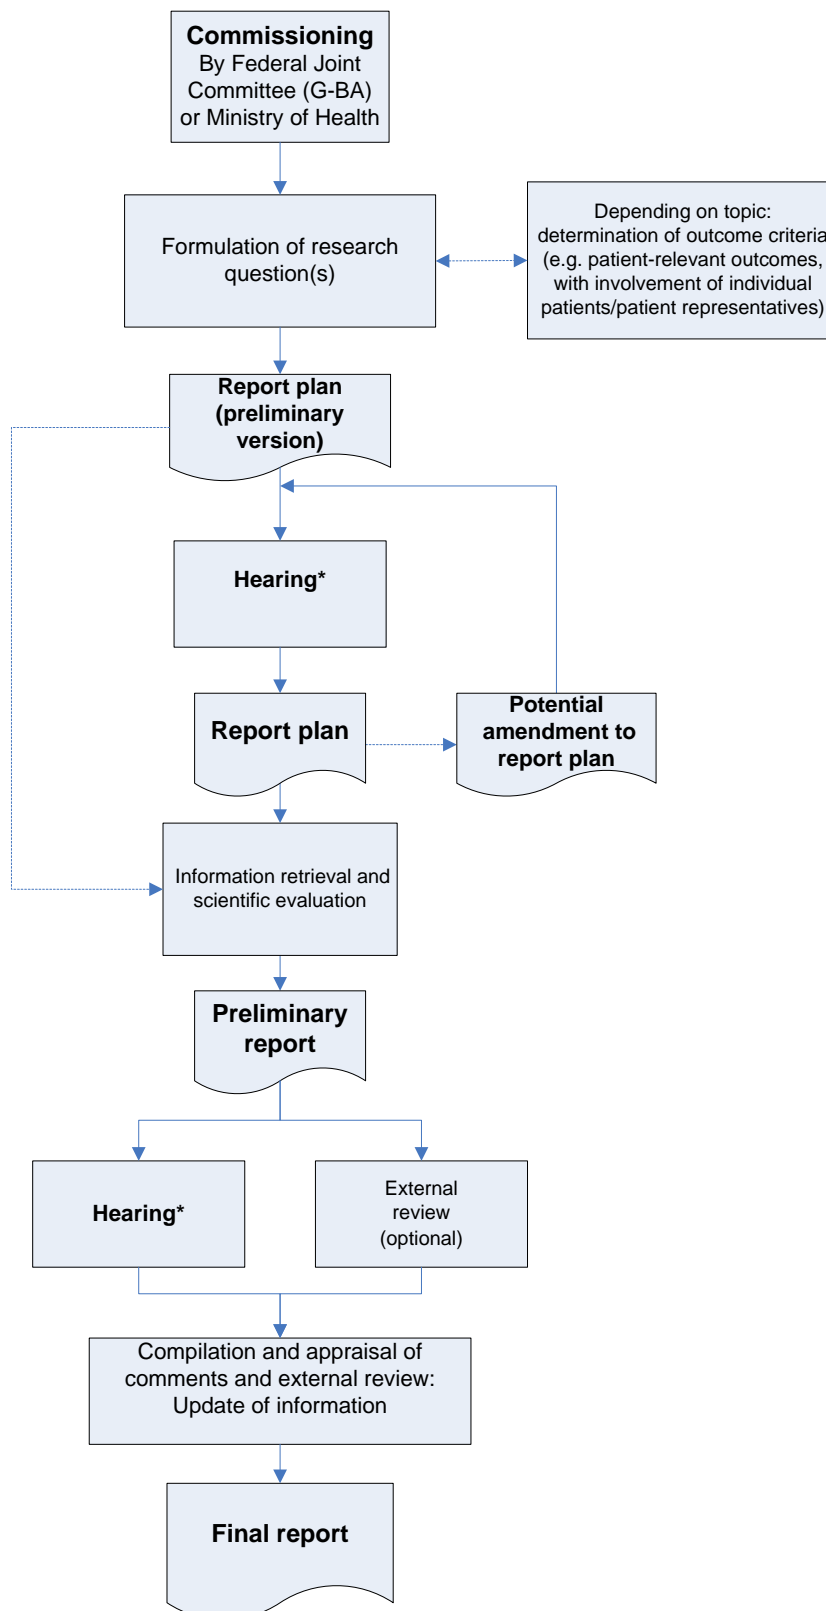 Commissioning
By Federal Joint
Committee (G-BA)
or Ministry of Health
Formulation of research
question(s)
Depending on topic:
determination of outcome criteria
(e.g. patient-relevant outcomes,
with involvement of individual
patients/patient representatives)
Report plan
(preliminary
version)
Hearing*
Report plan
Potential
amendment to
report plan
Information retrieval and
scientific evaluation
Preliminary
report
Hearing*
External
review
(optional)
Compilation and appraisal of
comments and external review:
Update of information
Final report